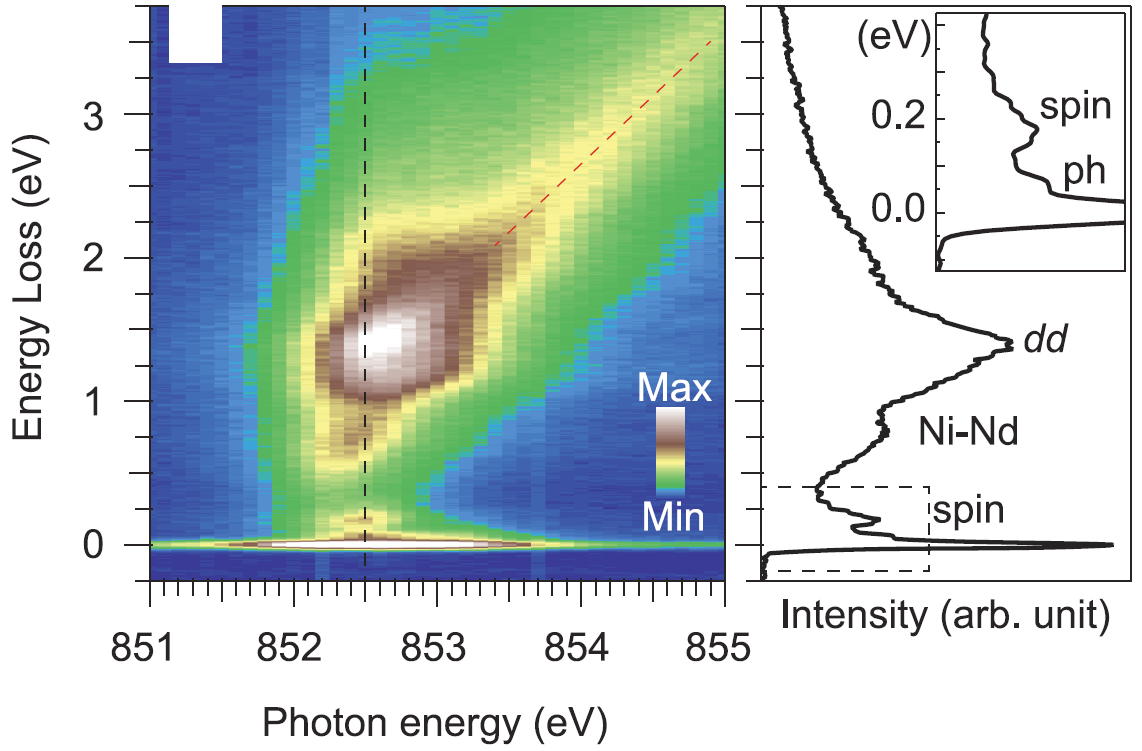 Energy Loss (eV)
3
2
1
0
Max
Min
851
852
853
854
855
Photon energy (eV)
(eV)
0.2
0.0
spin
ph
dd
Ni-Nd
spin
Intensity (arb. unit)